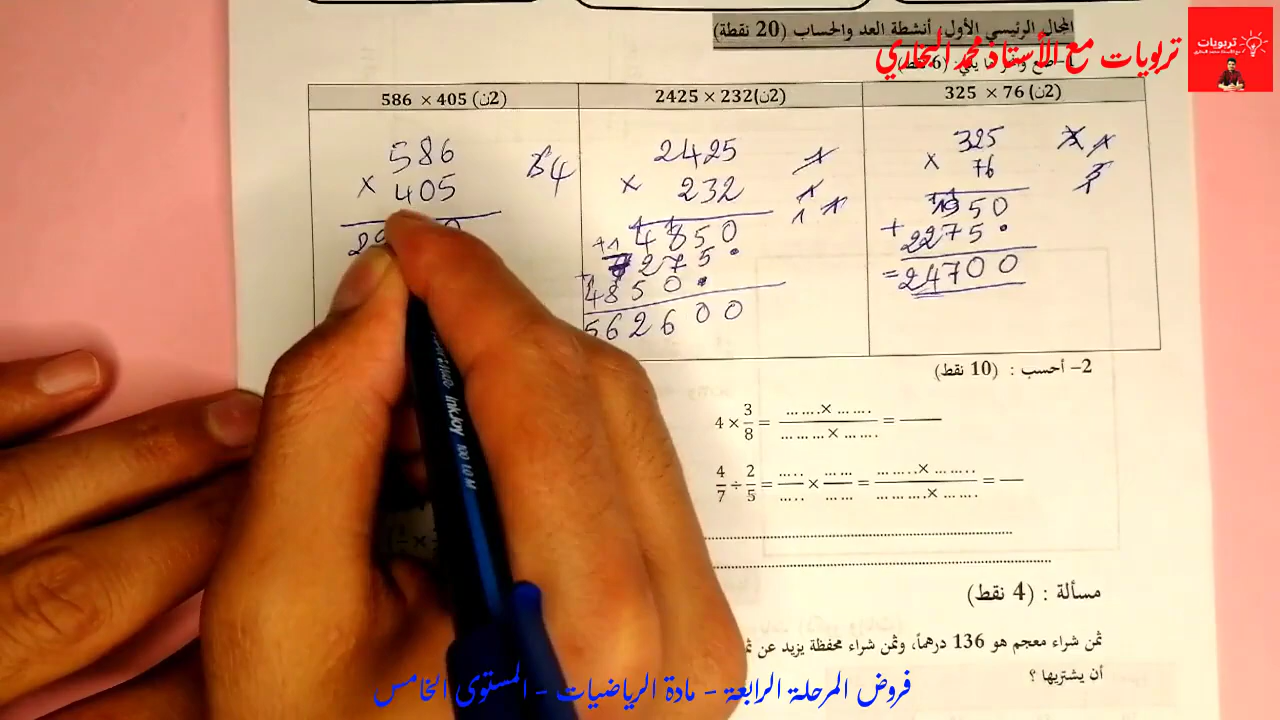 المجال الرئيسي الأول: أنشطة العد والحساب (20 نقطة)
تربويات مع الأستاذ محمد البخاري
تربويات
325 × 76 (2ن)
2425 × 232(2ن)
586 × 405 (2ن)
325
× 76
1950
+ 2275•
= 24700
2425
× 232
4850
7275•
4850•
562600
586
× 405
4
2- أحسب : (10 نقط)
4 × 3/8 = ... ....× ... .... / ... ... ...× ... .... = ——
4/7 ÷ 2/5 = ..... / ..... × ... ... / ... ... = ... ... ..× ... ... .. / ... ... ...× ... .... = ——
مسألة : (4 نقط)
ثمن شراء معجم هو 136 درهماً، وثمن شراء محفظة يزيد عن
أن يشتريها ؟
فروض المرحلة الرابعة - مادة الرياضيات - المستوى الخامس